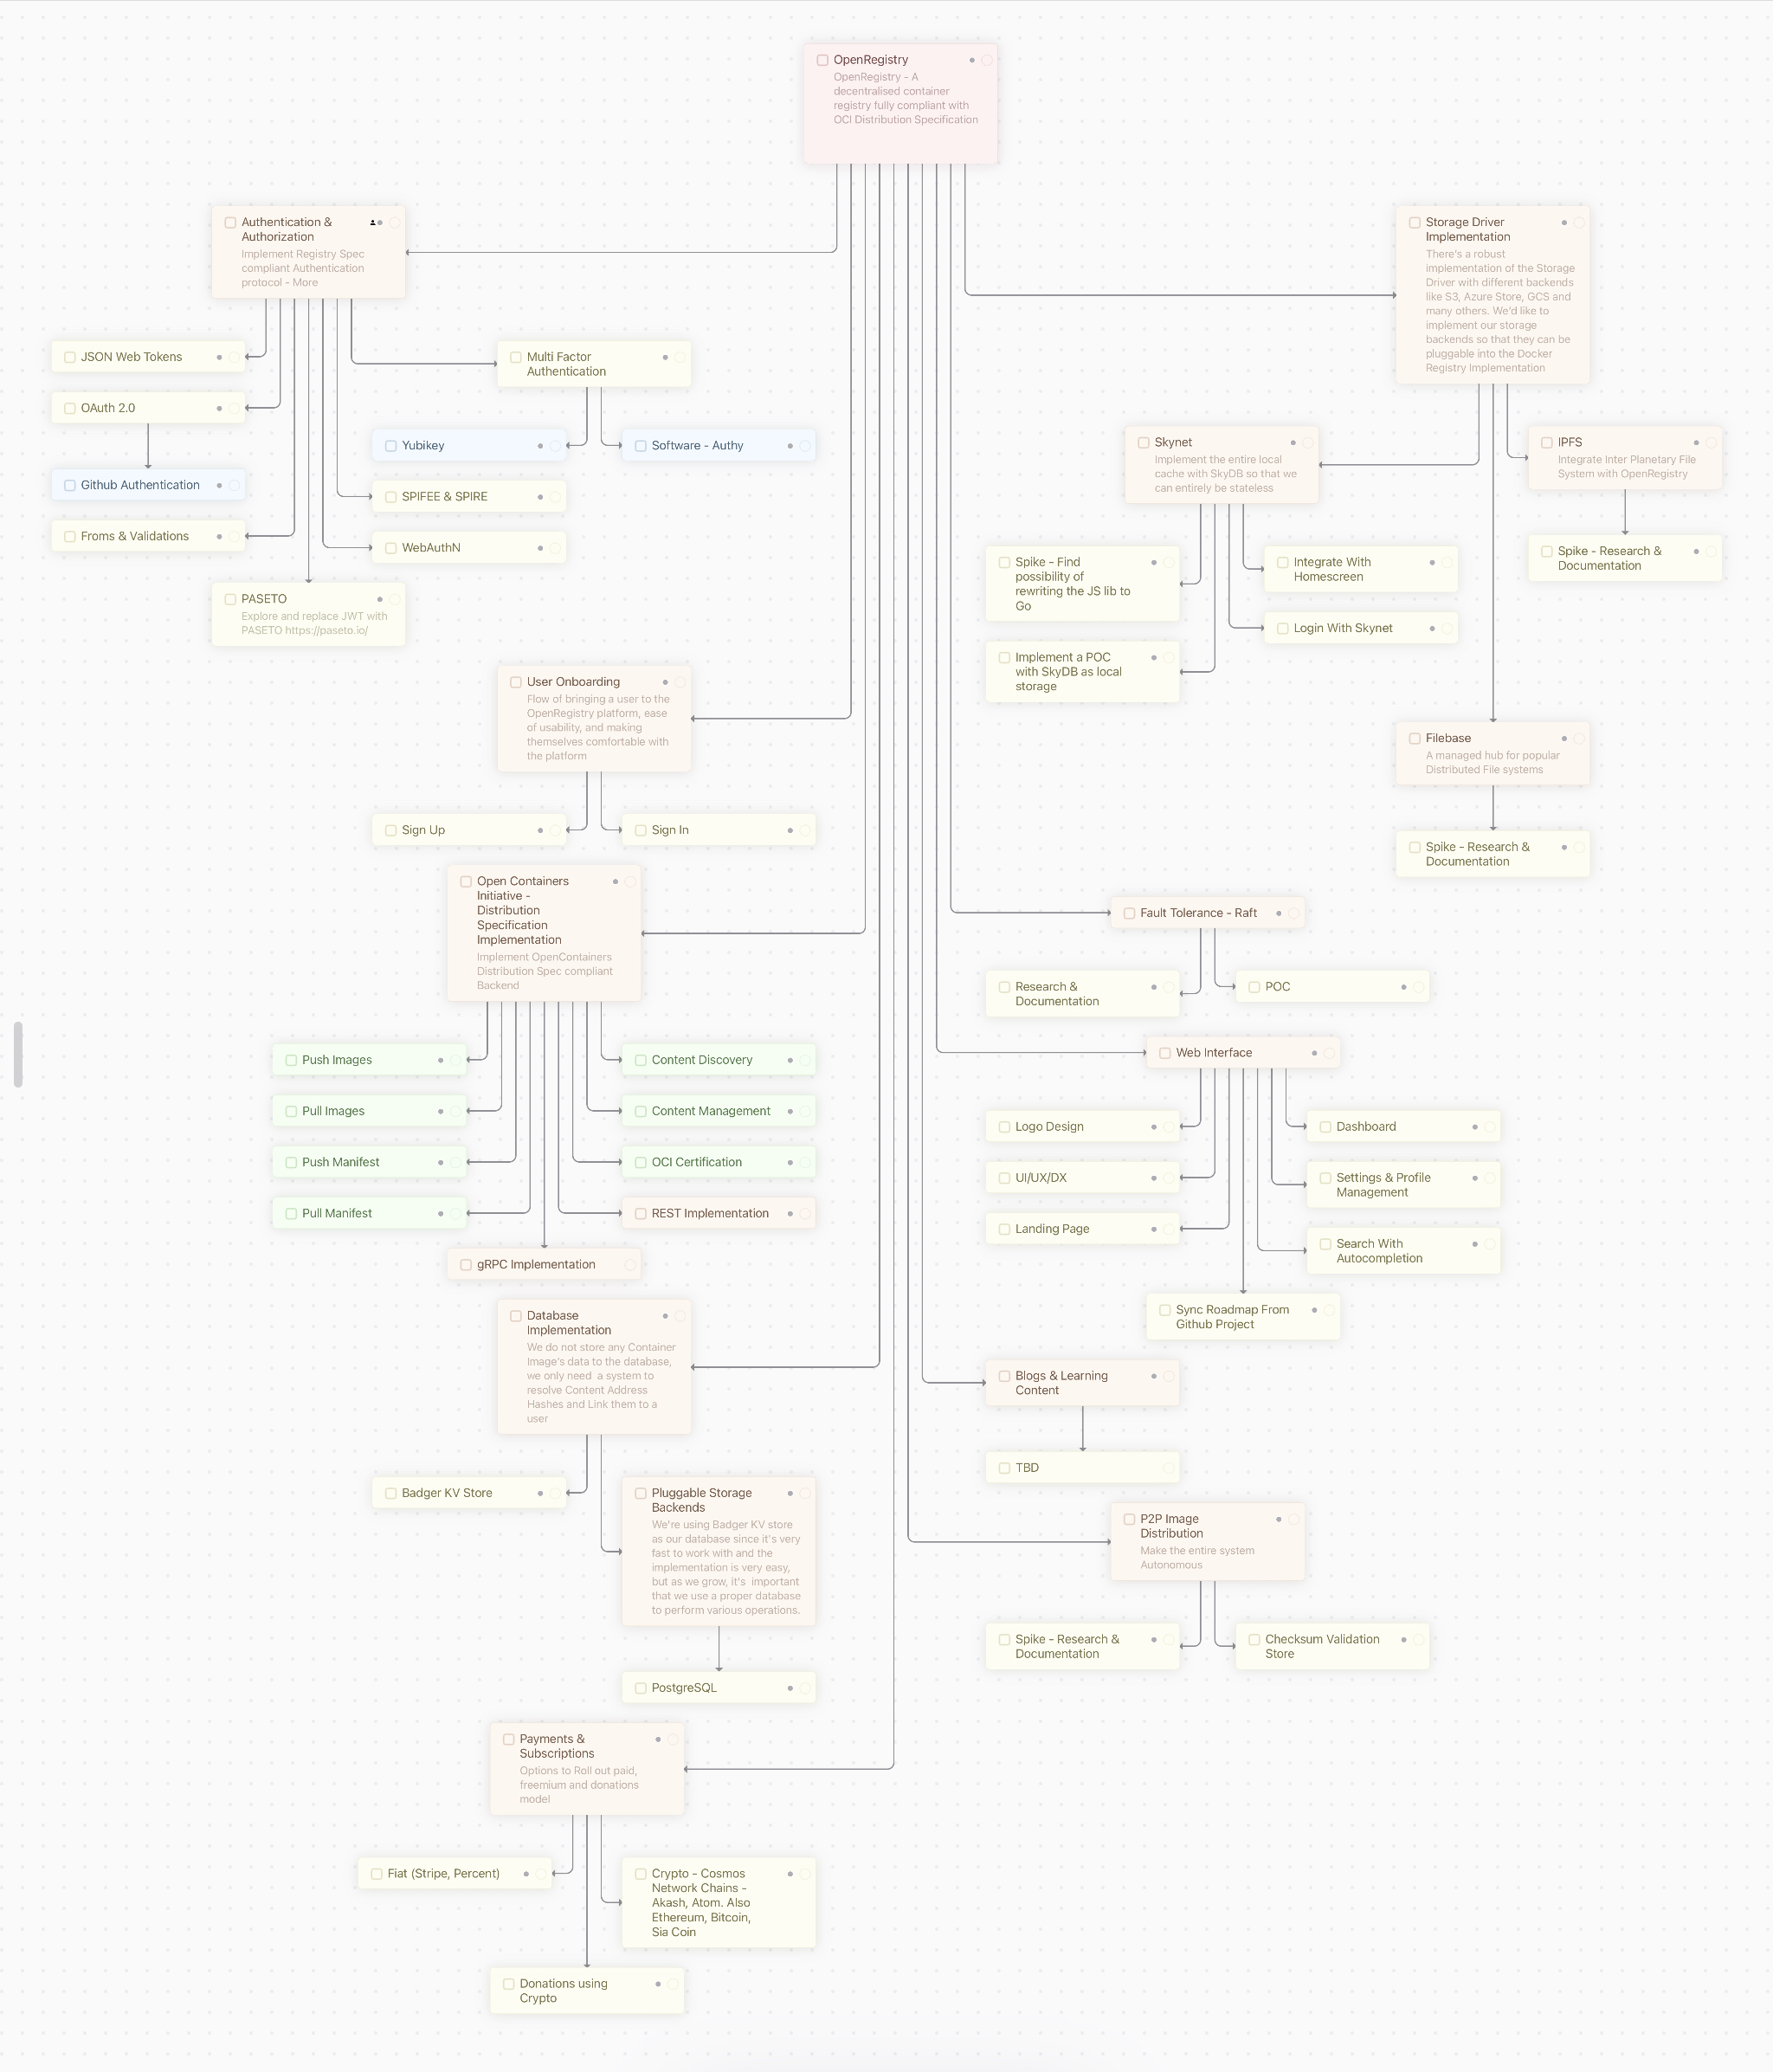 OpenRegistry
OpenRegistry - A
decentralised container
registry fully compliant with
OCI Distribution Specification
Authentication &
Authorization
Implement Registry Spec
compliant Authentication
protocol - More
JSON Web Tokens
OAuth 2.0
Github Authentication
Froms & Validations
PASETO
Explore and replace JWT with
PASETO https://paseto.io/
Multi Factor
Authentication
Yubikey
Software - Authy
SPIFEE & SPIRE
WebAuthN
User Onboarding
Flow of bringing a user to the
OpenRegistry platform, ease
of usability, and making
themselves comfortable with
the platform
Sign Up
Sign In
Open Containers
Initiative -
Distribution
Specification
Implementation
Implement OpenContainers
Distribution Spec compliant
Backend
Push Images
Pull Images
Push Manifest
Pull Manifest
Content Discovery
Content Management
OCI Certification
REST Implementation
gRPC Implementation
Database
Implementation
We do not store any Container
Image's data to the database,
we only need a system to
resolve Content Address
Hashes and Link them to a
user
Badger KV Store
Pluggable Storage
Backends
We're using Badger KV store
as our database since it's very
fast to work with and the
implementation is very easy,
but as we grow, it's important
that we use a proper database
to perform various operations.
PostgreSQL
Payments &
Subscriptions
Options to Roll out paid,
freemium and donations
model
Fiat (Stripe, Percent)
Crypto - Cosmos
Network Chains -
Akash, Atom. Also
Ethereum, Bitcoin,
Sia Coin
Donations using
Crypto
Storage Driver
Implementation
There's a robust
implementation of the Storage
Driver with different backends
like S3, Azure Store, GCS and
many others. We'd like to
implement our storage
backends so that they can be
pluggable into the Docker
Registry Implementation
Skynet
Implement the entire local
cache with SkyDB so that we
can entirely be stateless
IPFS
Integrate Inter Planetary File
System with OpenRegistry
Spike - Research &
Documentation
Spike - Find
possibility of
rewriting the JS lib to
Go
Implement a POC
with SkyDB as local
storage
Integrate With
Homescreen
Login With Skynet
Filebase
A managed hub for popular
Distributed File systems
Spike - Research &
Documentation
Fault Tolerance - Raft
Research &
Documentation
POC
Web Interface
Logo Design
UI/UX/DX
Landing Page
Dashboard
Settings & Profile
Management
Search With
Autocompletion
Sync Roadmap From
Github Project
Blogs & Learning
Content
TBD
P2P Image
Distribution
Make the entire system
Autonomous
Spike - Research &
Documentation
Checksum Validation
Store